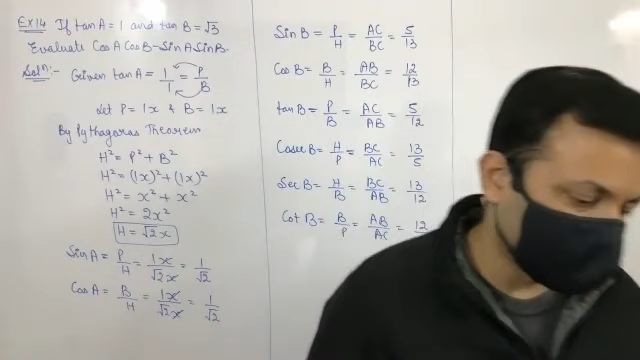 Ex 14 If tan A = 1 and tan B = √3
Evaluate Cos A Cos B - Sin A Sin B.
Solⁿ:- Given tan A = 1/1 = P/B
Let P = 1x & B = 1x
By Pythagoras Theorem
H² = P² + B²
H² = (1x)² + (1x)²
H² = x² + x²
H² = 2x²
H = √2x
Sin A = P/H = 1x/√2x = 1/√2
Cos A = B/H = 1x/√2x = 1/√2
Sin B = P/H = AC/BC = 5/13
Cos B = B/H = AB/BC = 12/13
tan B = P/B = AC/AB = 5/12
Cosec B = H/P = BC/AC = 13/5
Sec B = H/B = BC/AB = 13/12
Cot B = B/P = AB/AC = 12